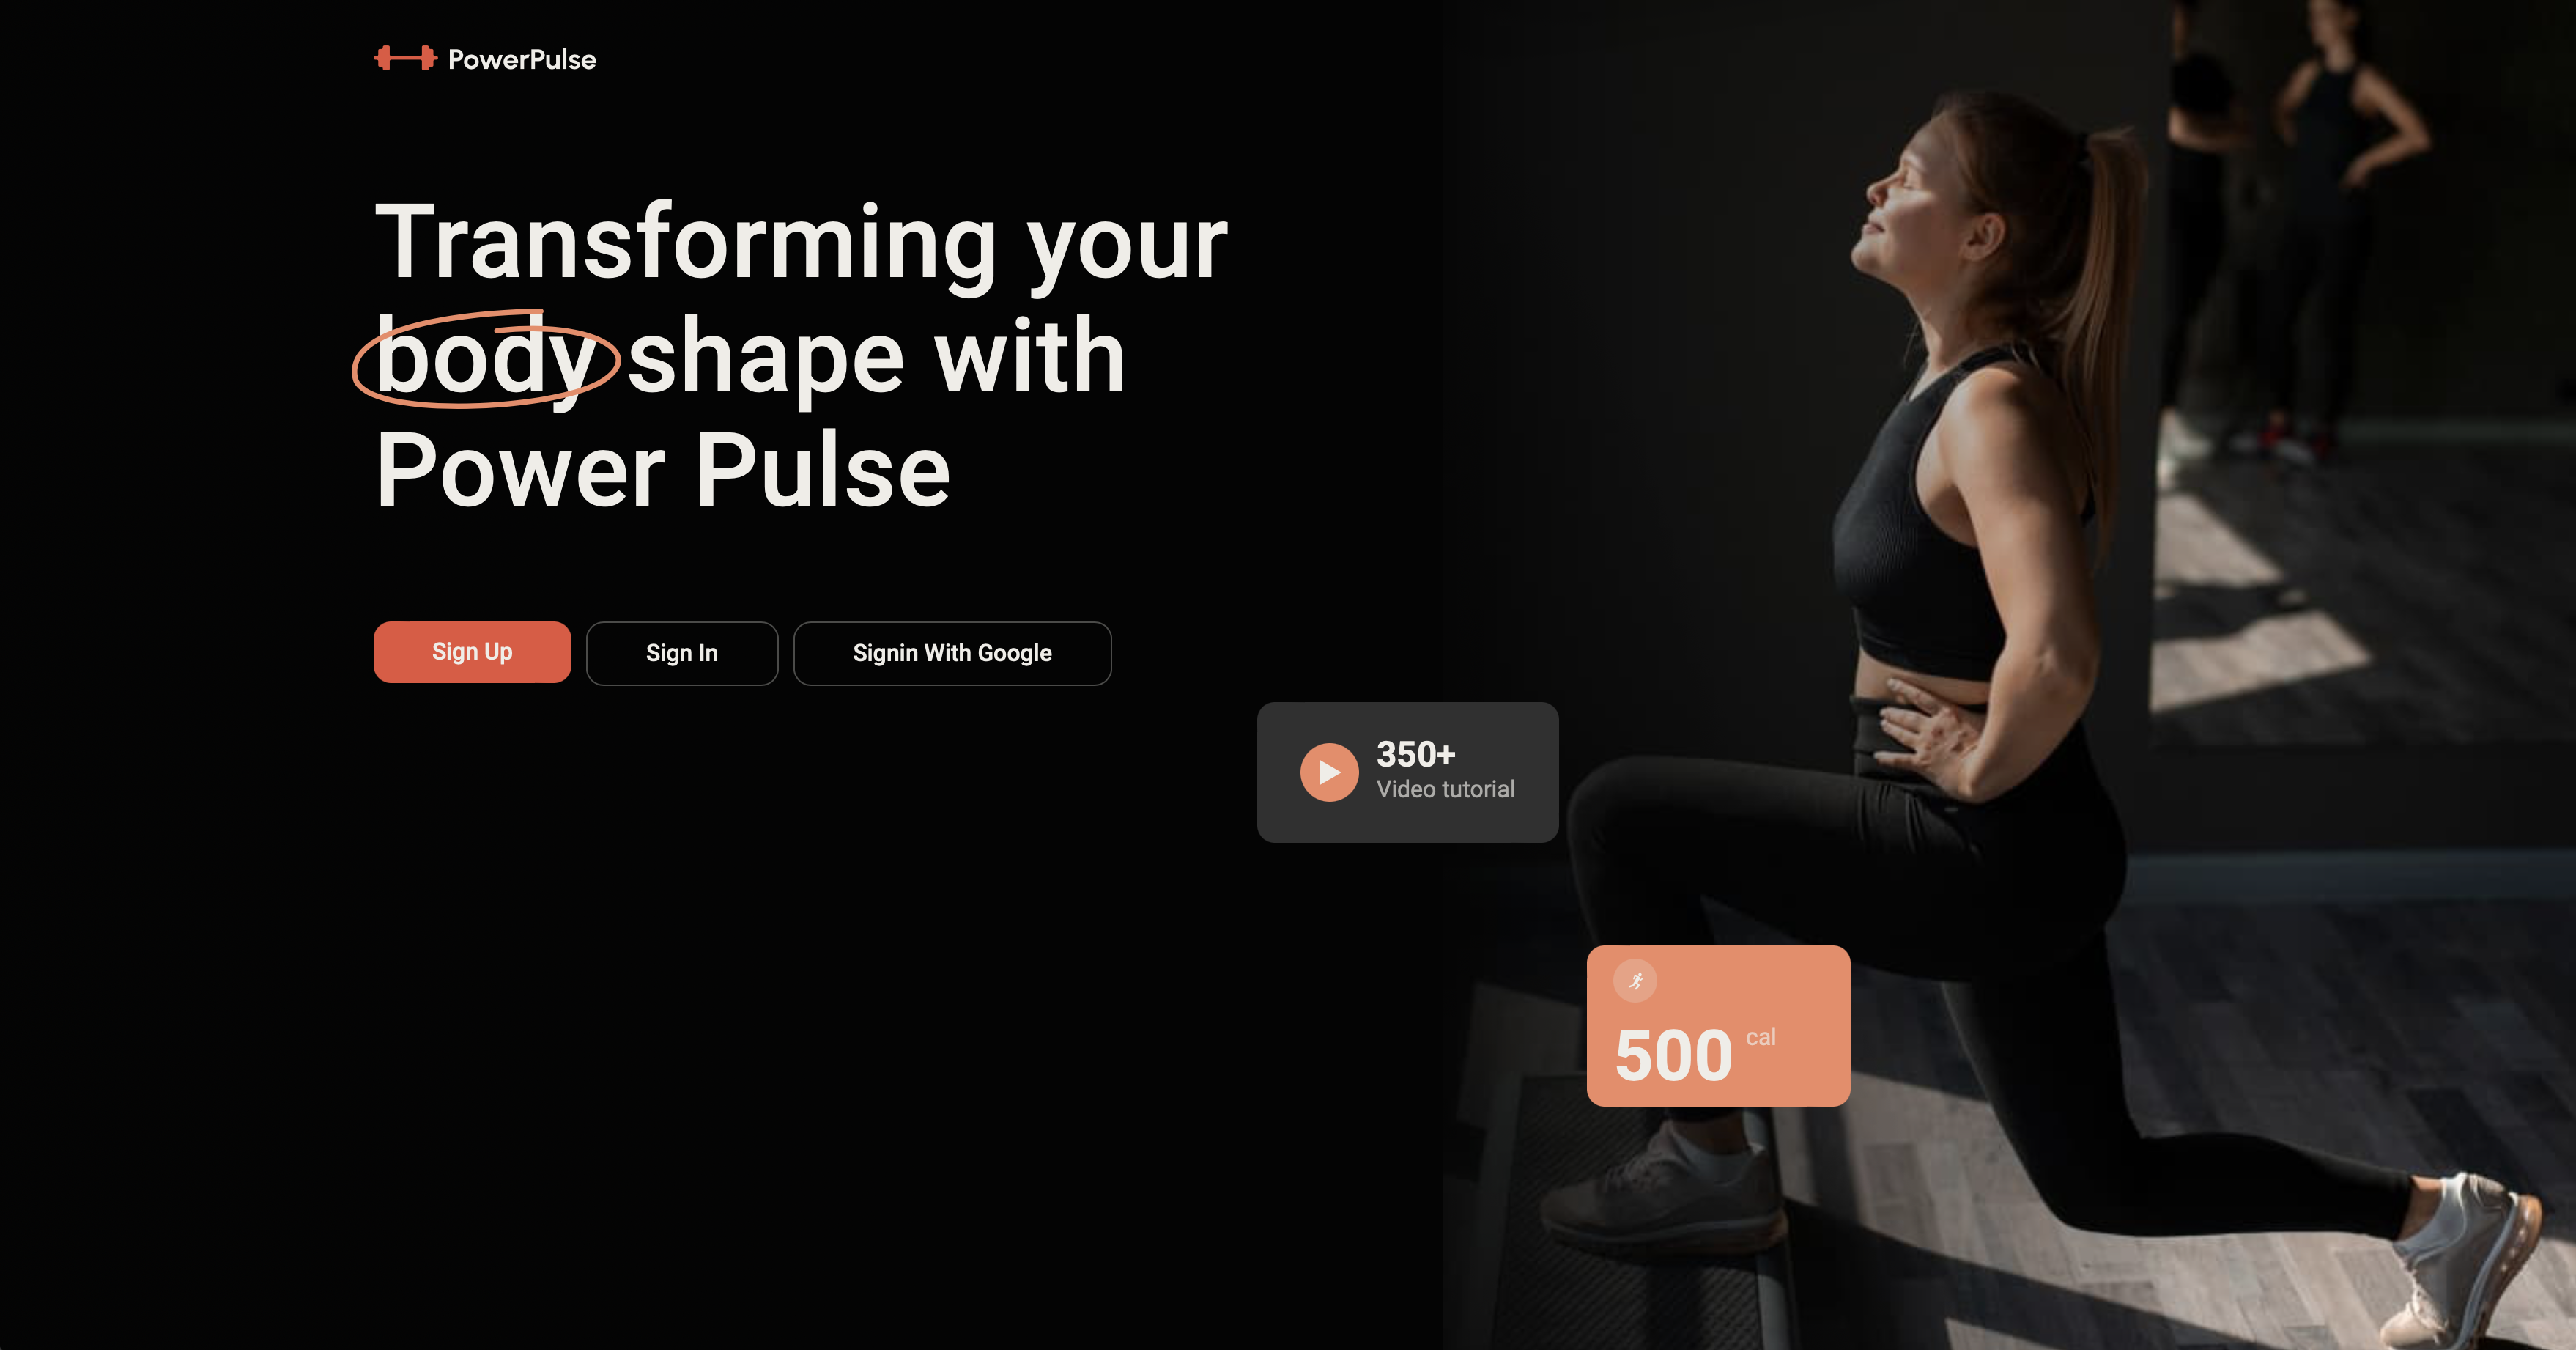 PowerPulse
Transforming your
body shape with
Power Pulse
Sign Up
Sign In
Signin With Google
350+
Video tutorial
500 cal